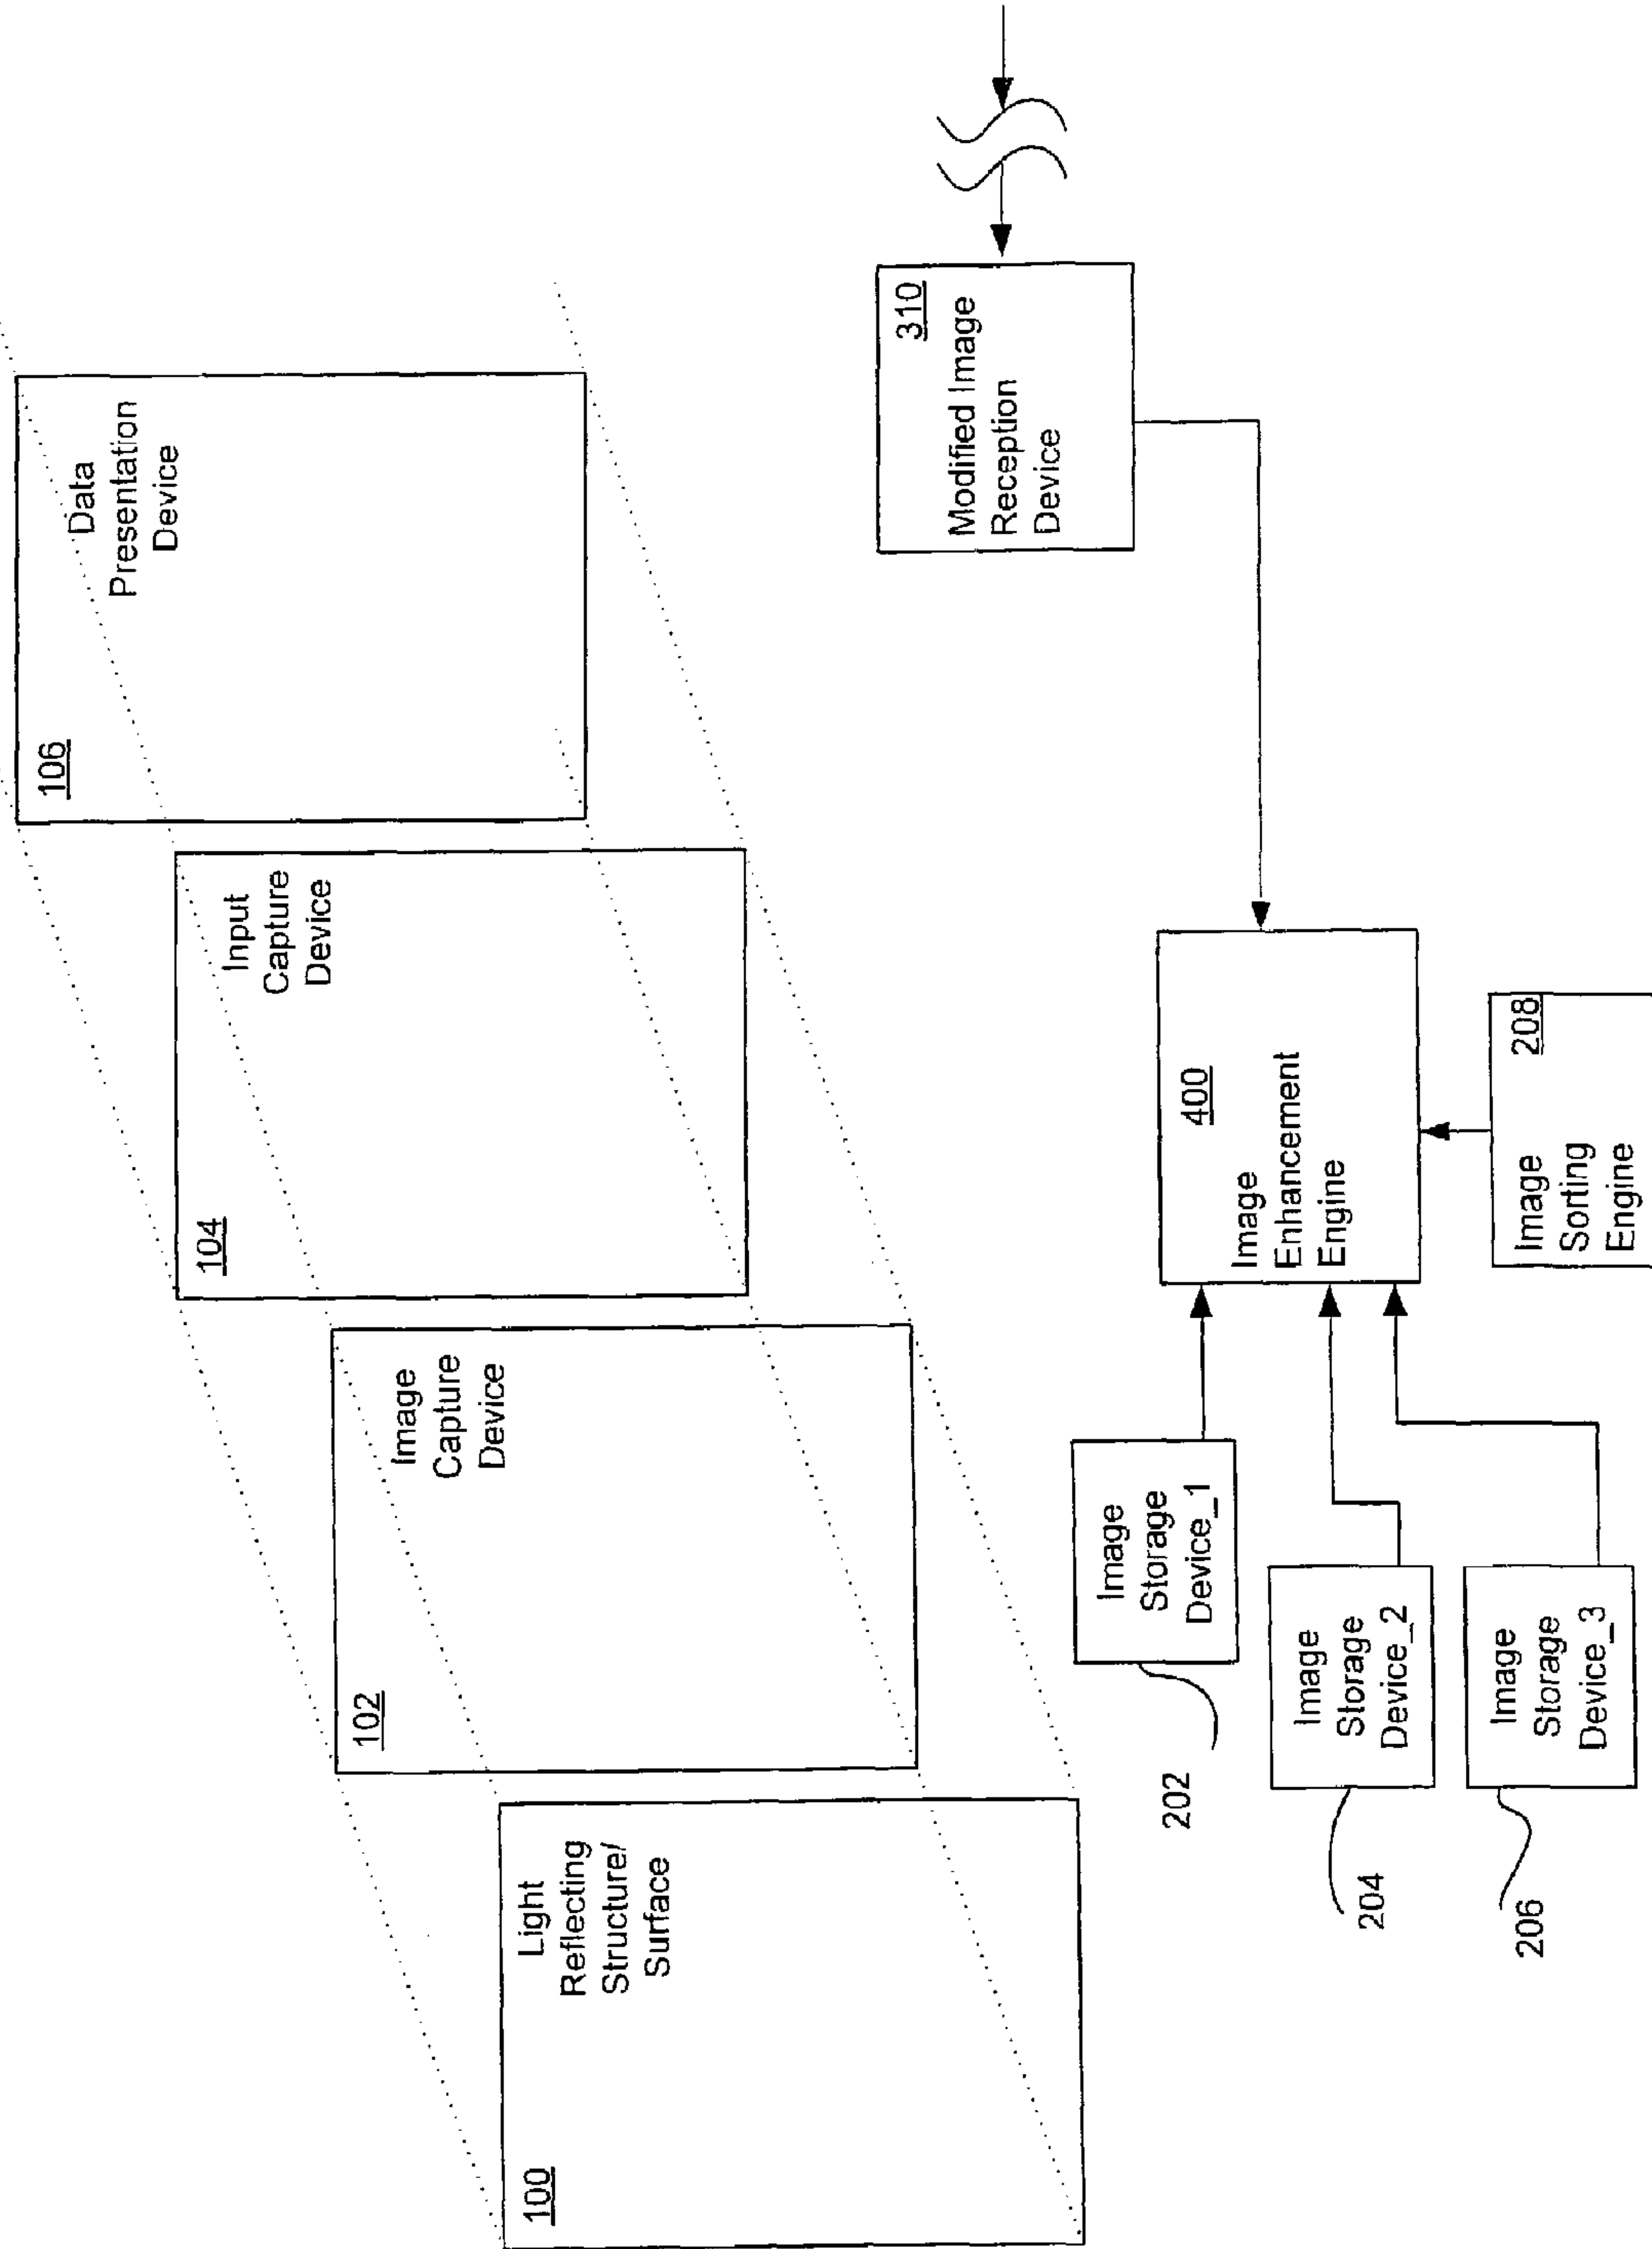 100
Light
Reflecting
Structure/
Surface
102
Image
Capture
Device
104
Input
Capture
Device
106
Data
Presentation
Device
310
Modified Image
Reception
Device
400
Image
Enhancement
Engine
208
Image
Sorting
Engine
Image
Storage
Device_1
202
Image
Storage
Device_2
204
Image
Storage
Device_3
206